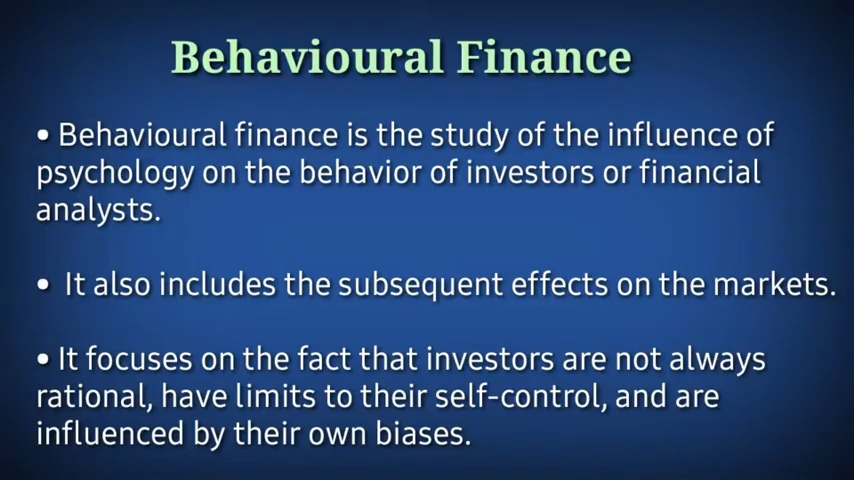 Behavioural Finance
• Behavioural finance is the study of the influence of
psychology on the behavior of investors or financial
analysts.
• It also includes the subsequent effects on the markets.
• It focuses on the fact that investors are not always
rational, have limits to their self-control, and are
influenced by their own biases.